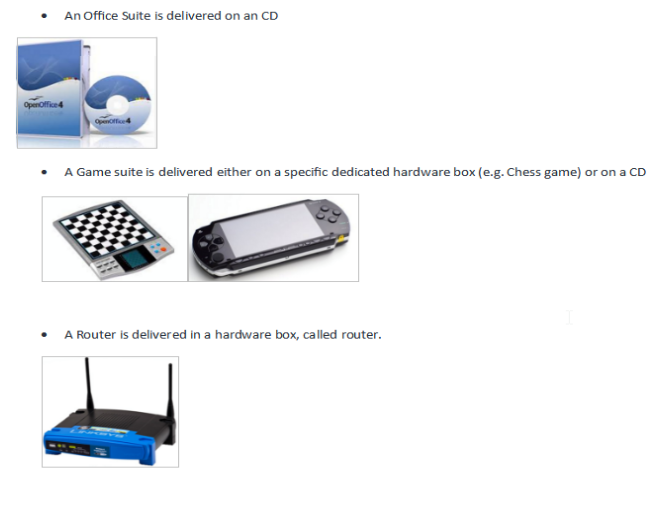 • An Office Suite is delivered on an CD
OpenOffice4
OpenOffice4
• A Game suite is delivered either on a specific dedicated hardware box (e.g. Chess game) or on a CD
• A Router is delivered in a hardware box, called router.
LINKSYS